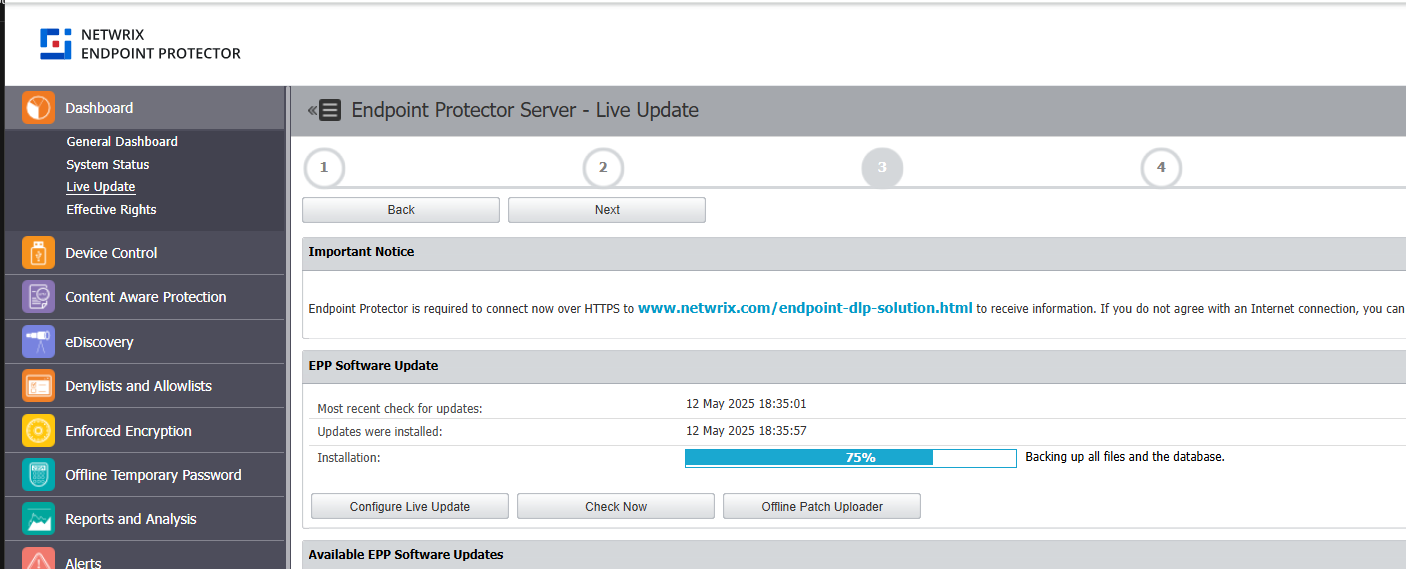 NETWRIX
ENDPOINT PROTECTOR
Dashboard
General Dashboard
System Status
Live Update
Effective Rights
Device Control
Content Aware Protection
eDiscovery
Denylists and Allowlists
Enforced Encryption
Offline Temporary Password
Reports and Analysis
Alerts
Endpoint Protector Server - Live Update
1 2 3 4
Back Next
Important Notice
Endpoint Protector is required to connect now over HTTPS to www.netwrix.com/endpoint-dlp-solution.html to receive information. If you do not agree with an Internet connection, you can
EPP Software Update
Most recent check for updates: 12 May 2025 18:35:01
Updates were installed: 12 May 2025 18:35:57
Installation: 75% Backing up all files and the database.
Configure Live Update Check Now Offline Patch Uploader
Available EPP Software Updates